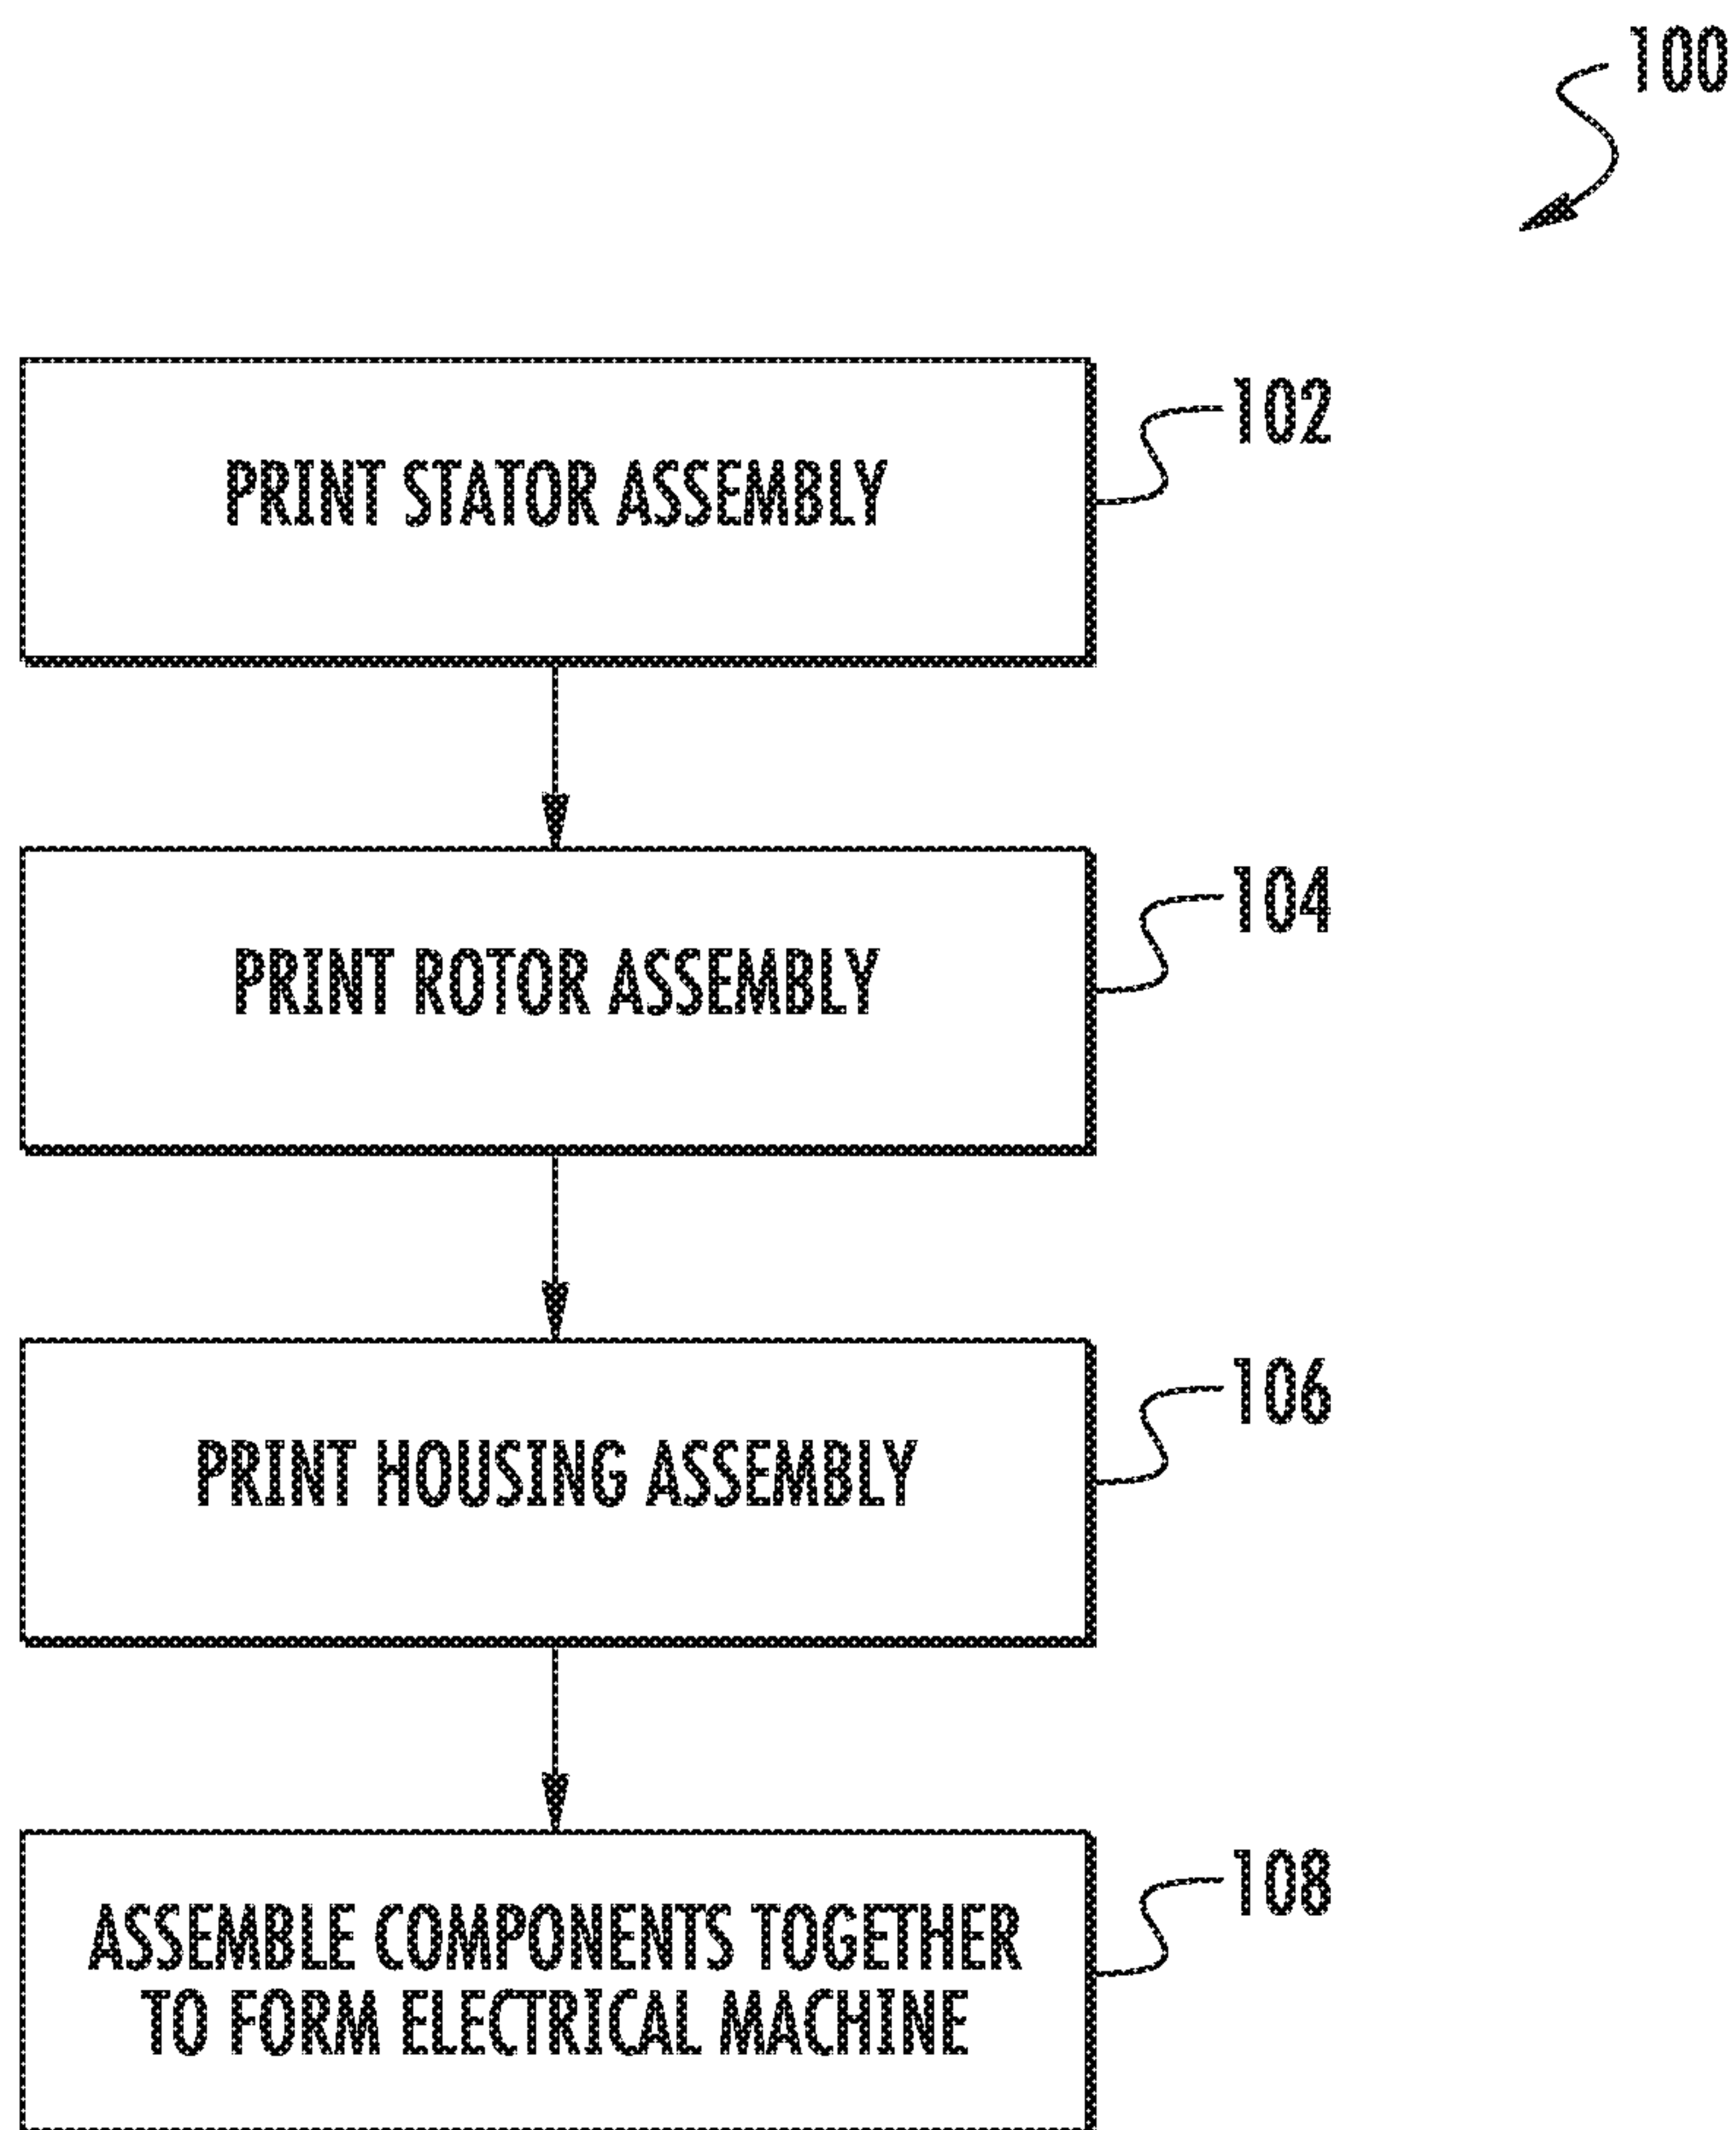 100
PRINT STATOR ASSEMBLY
102
PRINT ROTOR ASSEMBLY
104
PRINT HOUSING ASSEMBLY
106
ASSEMBLE COMPONENTS TOGETHER
TO FORM ELECTRICAL MACHINE
108